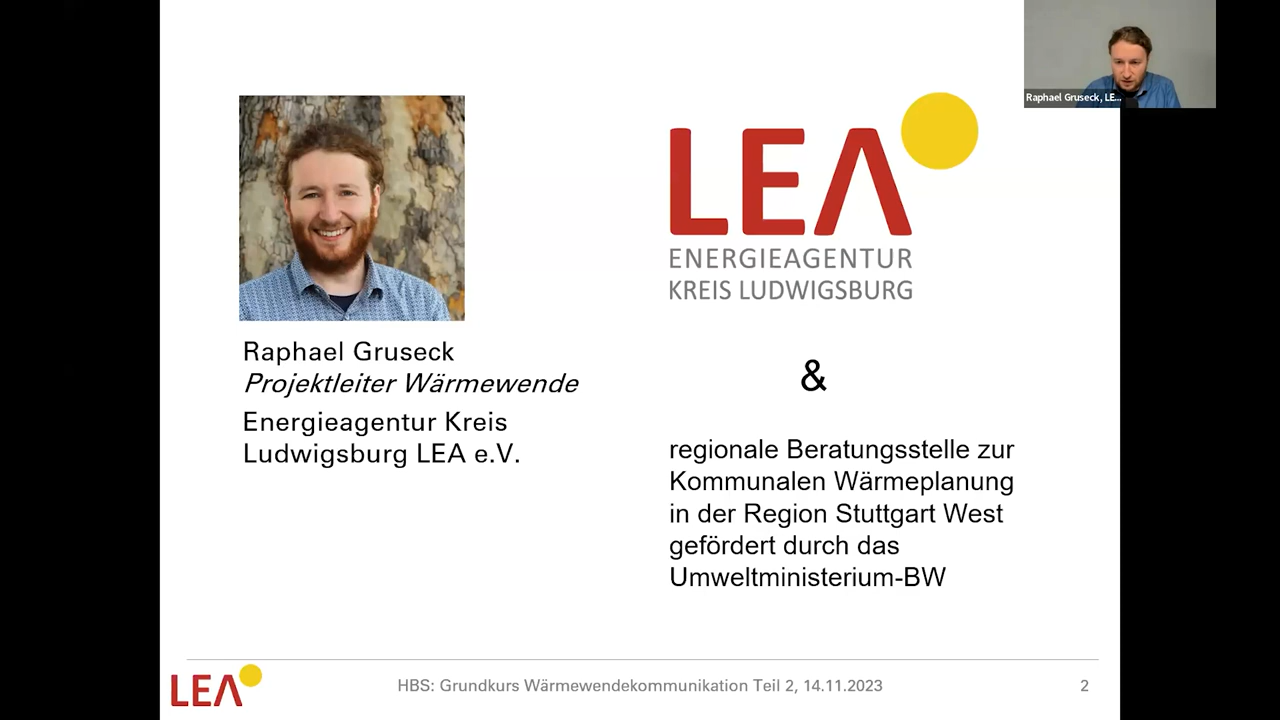 Raphael Gruseck, LE...
LEA
ENERGIEAGENTUR
KREIS LUDWIGSBURG
Raphael Gruseck
Projektleiter Wärmewende
Energieagentur Kreis
Ludwigsburg LEA e.V.
&
regionale Beratungsstelle zur
Kommunalen Wärmeplanung
in der Region Stuttgart West
gefördert durch das
Umweltministerium-BW
LEA
HBS: Grundkurs Wärmewendekommunikation Teil 2, 14.11.2023
2